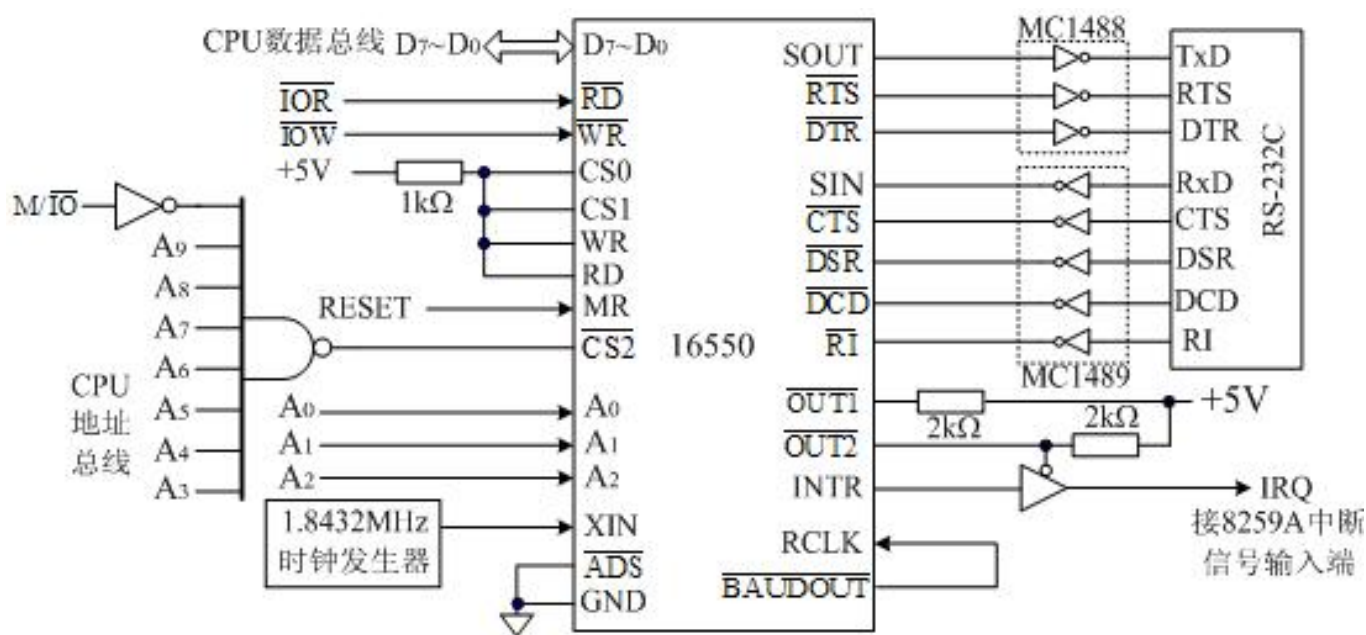 CPU数据总线 D7~D0
IOR
IOW
+5V
1kΩ
M/IO
A9
A8
A7
A6
A5
A4
A3
CPU
地址
总线
RESET
A0
A1
A2
1.8432MHz
时钟发生器
D7~D0
RD
WR
CS0
CS1
WR
RD
MR
CS2
A0
A1
A2
XIN
ADS
GND
16550
SOUT
RTS
DTR
SIN
CTS
DSR
DCD
RI
OUT1
OUT2
INTR
RCLK
BAUDOUT
MC1488
MC1489
TxD
RTS
DTR
RxD
CTS
DSR
DCD
RI
RS-232C
2kΩ
2kΩ
+5V
IRQ
接8259A中断
信号输入端